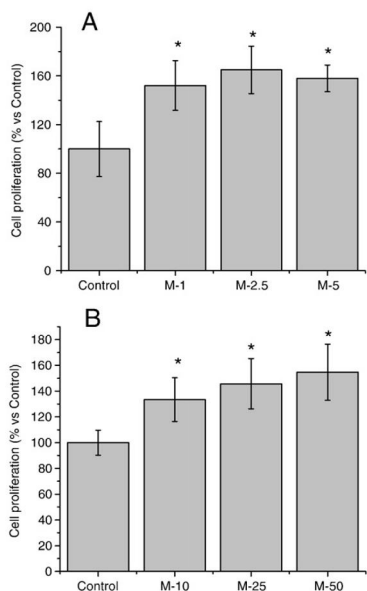 A
Cell proliferation (% vs Control)
200
160
120
80
40
0
* * *
Control M-1 M-2.5 M-5
B
Cell proliferation (% vs Control)
180
160
140
120
100
80
60
40
20
0
* * *
Control M-10 M-25 M-50